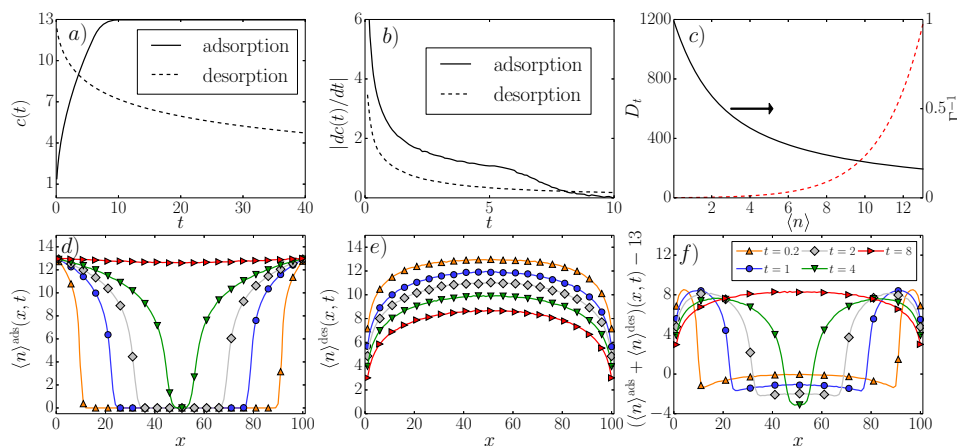 13
10
7
4
1
0
10
20
30
40
c(t)
t
a)
adsorption
desorption
6
4
2
0
0
5
10
|dc(t)/dt|
t
b)
adsorption
desorption
1200
1000
800
600
400
200
0
2
4
6
8
10
12
1
0.5
0
D_t
Γ^{-1}
⟨n⟩
c)
14
12
10
8
6
4
2
0
0
20
40
60
80
100
⟨n⟩^{ads}(x, t)
x
d)
14
12
10
8
6
4
2
0
0
20
40
60
80
100
⟨n⟩^{des}(x, t)
x
e)
12
8
4
0
−4
0
20
40
60
80
100
(⟨n⟩^{ads} + ⟨n⟩^{des})(x, t) − 13
x
f)
t = 0.2
t = 1
t = 2
t = 4
t = 8